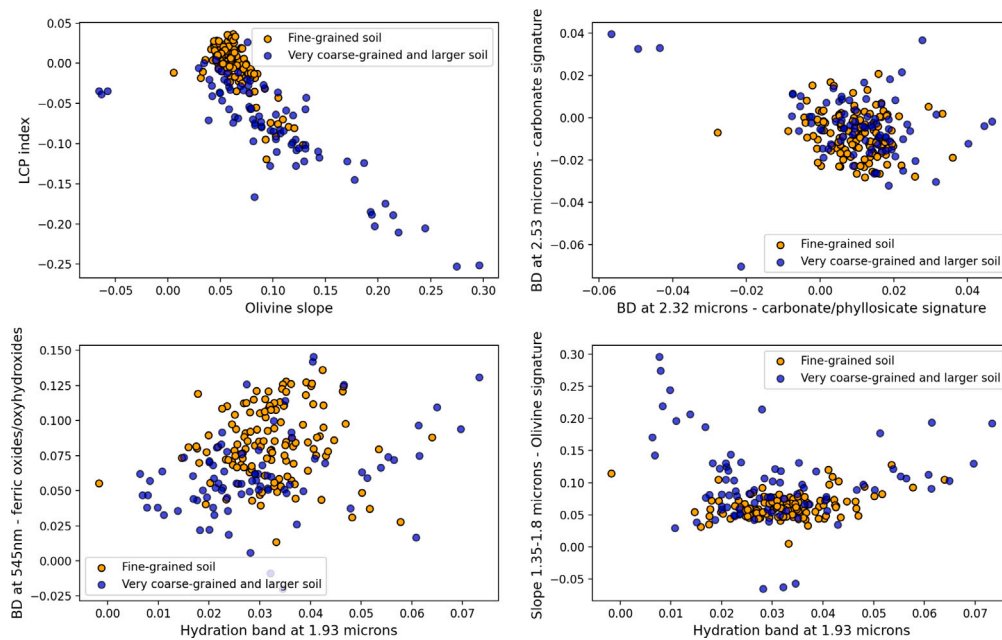 0.05
0.00
−0.05
−0.10
−0.15
−0.20
−0.25
LCP index
Fine-grained soil
Very coarse-grained and larger soil
−0.05 0.00 0.05 0.10 0.15 0.20 0.25 0.30
Olivine slope
0.04
0.02
0.00
−0.02
−0.04
−0.06
BD at 2.53 microns - carbonate signature
Fine-grained soil
Very coarse-grained and larger soil
−0.06 −0.04 −0.02 0.00 0.02 0.04
BD at 2.32 microns - carbonate/phyllosicate signature
0.150
0.125
0.100
0.075
0.050
0.025
0.000
−0.025
BD at 545nm - ferric oxides/oxyhydroxides
Fine-grained soil
Very coarse-grained and larger soil
0.00 0.01 0.02 0.03 0.04 0.05 0.06 0.07
Hydration band at 1.93 microns
0.30
0.25
0.20
0.15
0.10
0.05
0.00
−0.05
Slope 1.35-1.8 microns - Olivine signature
Fine-grained soil
Very coarse-grained and larger soil
0.00 0.01 0.02 0.03 0.04 0.05 0.06 0.07
Hydration band at 1.93 microns